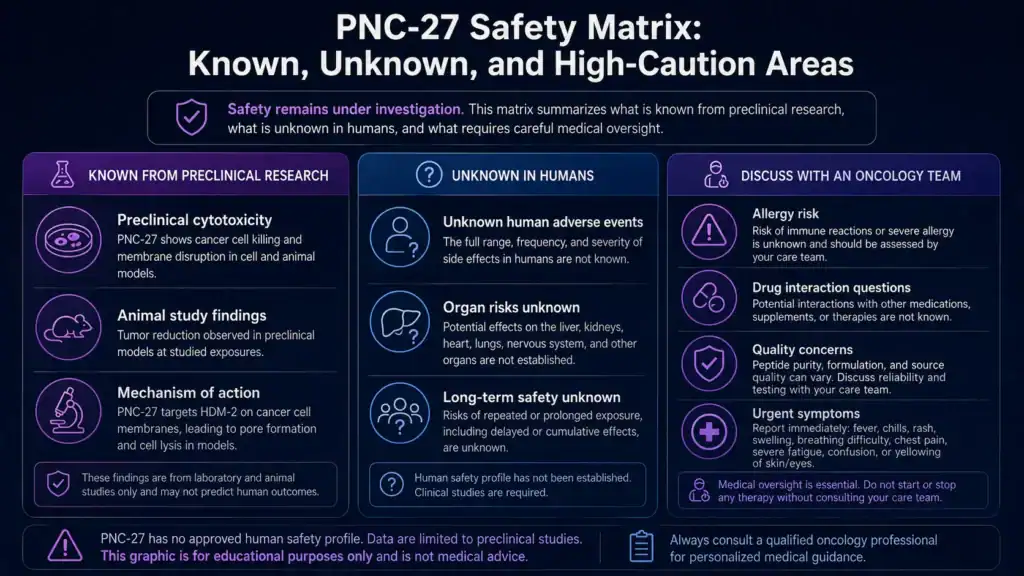 PNC-27 Safety Matrix:
Known, Unknown, and High-Caution Areas
Safety remains under investigation. This matrix summarizes what is known from preclinical research,
what is unknown in humans, and what requires careful medical oversight.
KNOWN FROM PRECLINICAL RESEARCH
Preclinical cytotoxicity
PNC-27 shows cancer cell killing and
membrane disruption in cell and animal
models.
Animal study findings
Tumor reduction observed in preclinical
models at studied exposures.
Mechanism of action
PNC-27 targets HDM-2 on cancer cell
membranes, leading to pore formation
and cell lysis in models.
These findings are from laboratory and animal
studies only and may not predict human outcomes.
? UNKNOWN IN HUMANS
?
Unknown human adverse events
The full range, frequency, and severity of
side effects in humans are not known.
?
Organ risks unknown
Potential effects on the liver, kidneys,
heart, lungs, nervous system, and other
organs are not established.
?
Long-term safety unknown
Risks of repeated or prolonged exposure,
including delayed or cumulative effects,
are unknown.
?
Human safety profile has not been established.
Clinical studies are required.
DISCUSS WITH AN ONCOLOGY TEAM
Allergy risk
Risk of immune reactions or severe allergy
is unknown and should be assessed by
your care team.
Drug interaction questions
Potential interactions with other medications,
supplements, or therapies are not known.
Quality concerns
Peptide purity, formulation, and source
quality can vary. Discuss reliability and
testing with your care team.
Urgent symptoms
Report immediately: fever, chills, rash,
swelling, breathing difficulty, chest pain,
severe fatigue, confusion, or yellowing
of skin/eyes.
Medical oversight is essential. Do not start or stop
any therapy without consulting your care team.
PNC-27 has no approved human safety profile. Data are limited to preclinical studies.
This graphic is for educational purposes only and is not medical advice.
Always consult a qualified oncology professional
for personalized medical guidance.